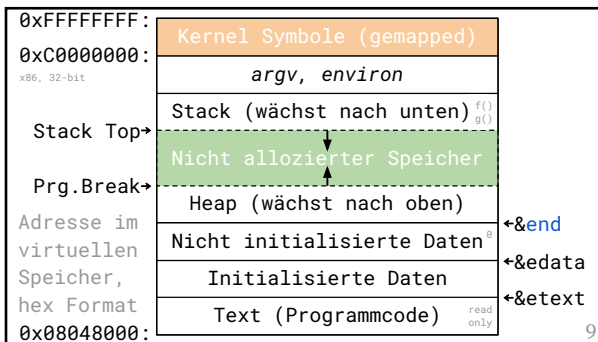 0xFFFFFFFF:
Kernel Symbole (gemapped)
0xC0000000:
x86, 32-bit
argv, environ
Stack (wächst nach unten) f()
g()
Stack Top→
Nicht allozierter Speicher
Prg.Break→
Heap (wächst nach oben)
←&end
Nicht initialisierte Daten 0
←&edata
Initialisierte Daten
←&etext
Text (Programmcode) read
only
Adresse im
virtuellen
Speicher,
hex Format
0x08048000:
9